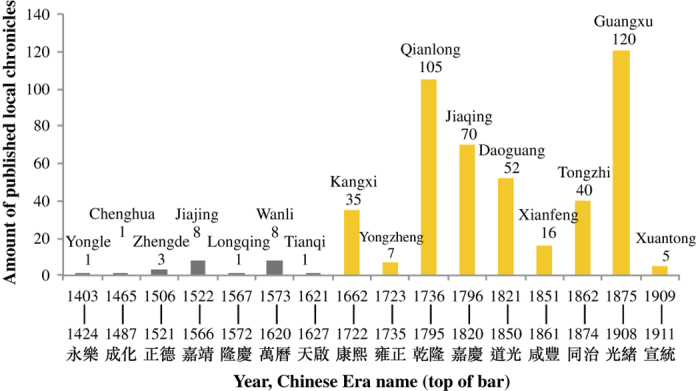 Amount of published local chronicles
140
120
100
80
60
40
20
0
Yongle
1
Chenghua
1
Zhengde
3
Jiajing
8
Longqing
1
Wanli
8
Tianqi
1
Kangxi
35
Yongzheng
7
Qianlong
105
Jiaqing
70
Daoguang
52
Xianfeng
16
Tongzhi
40
Guangxu
120
Xuantong
5
1403 1465 1506 1522 1567 1573 1621 1662 1723 1736 1796 1821 1851 1862 1875 1909
1424 1487 1521 1566 1572 1620 1627 1722 1735 1795 1820 1850 1861 1874 1908 1911
永樂 成化 正德 嘉靖 隆慶 萬曆 天啟 康熙 雍正 乾隆 嘉慶 道光 咸豐 同治 光緒 宣統
Year, Chinese Era name (top of bar)